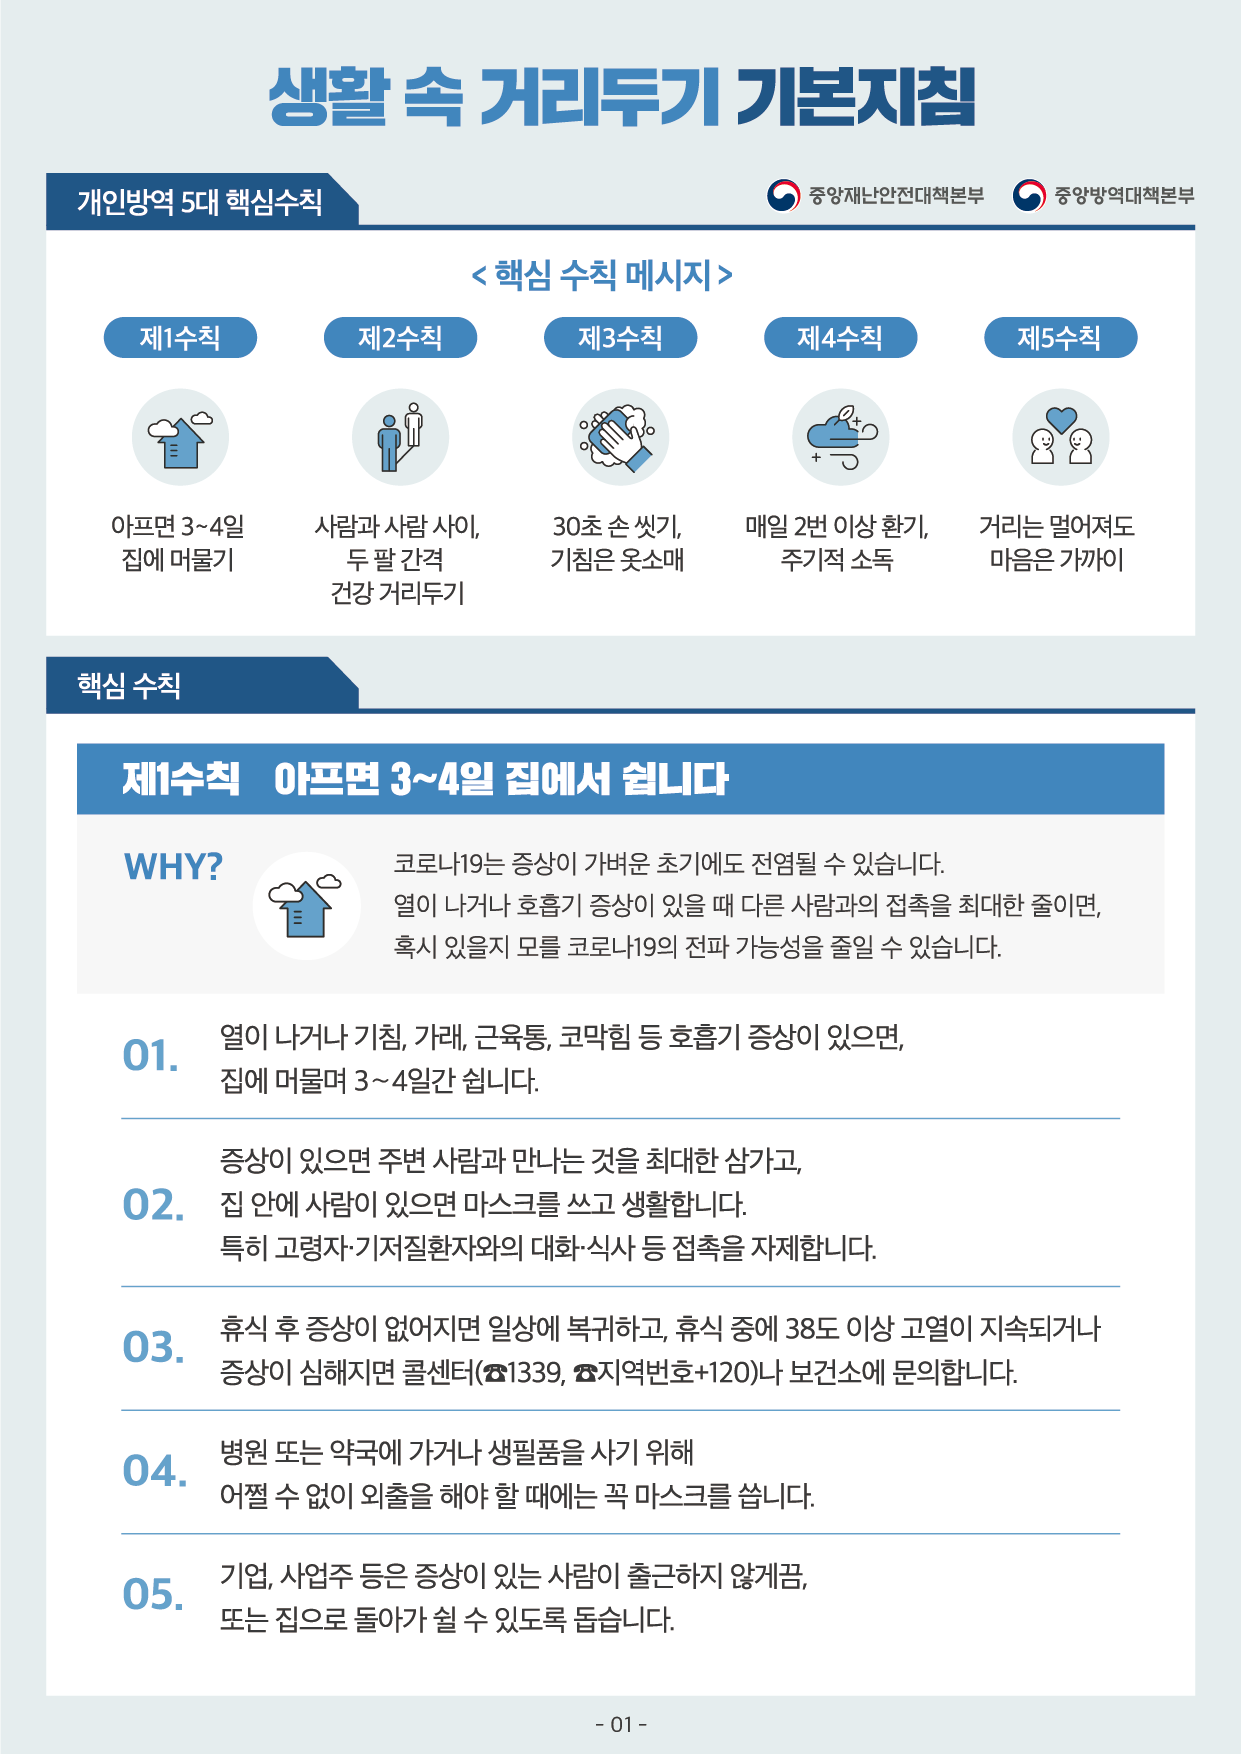 생활 속 거리두기 기본지침
개인방역 5대 핵심수칙
중앙재난안전대책본부
중앙방역대책본부
< 핵심 수칙 메시지 >
제1수칙
제2수칙
제3수칙
제4수칙
제5수칙
아프면 3~4일
집에 머물기
사람과 사람 사이,
두 팔 간격
건강 거리두기
30초 손 씻기,
기침은 옷소매
매일 2번 이상 환기,
주기적 소독
거리는 멀어져도
마음은 가까이
핵심 수칙
제1수칙 아프면 3~4일 집에서 쉽니다
WHY?
코로나19는 증상이 가벼운 초기에도 전염될 수 있습니다.
열이 나거나 호흡기 증상이 있을 때 다른 사람과의 접촉을 최대한 줄이면,
혹시 있을지 모를 코로나19의 전파 가능성을 줄일 수 있습니다.
01.
열이 나거나 기침, 가래, 근육통, 코막힘 등 호흡기 증상이 있으면,
집에 머물며 3~4일간 쉽니다.
02.
증상이 있으면 주변 사람과 만나는 것을 최대한 삼가고,
집 안에 사람이 있으면 마스크를 쓰고 생활합니다.
특히 고령자·기저질환자와의 대화·식사 등 접촉을 자제합니다.
03.
휴식 후 증상이 없어지면 일상에 복귀하고, 휴식 중에 38도 이상 고열이 지속되거나
증상이 심해지면 콜센터(☎1339, ☎지역번호+120)나 보건소에 문의합니다.
04.
병원 또는 약국에 가거나 생필품을 사기 위해
어쩔 수 없이 외출을 해야 할 때에는 꼭 마스크를 씁니다.
05.
기업, 사업주 등은 증상이 있는 사람이 출근하지 않게끔,
또는 집으로 돌아가 쉴 수 있도록 돕습니다.
- 01 -